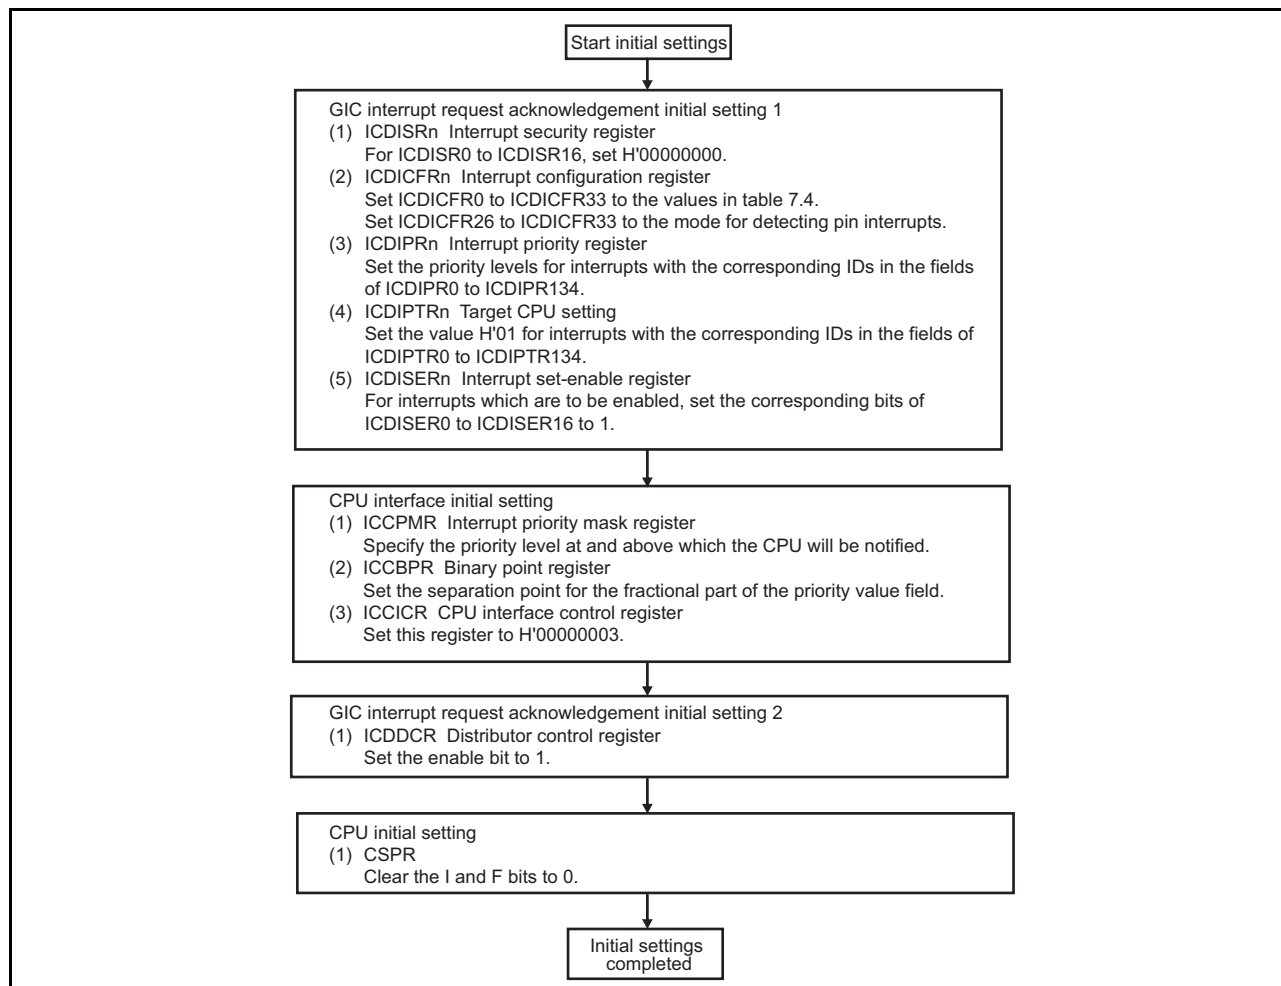 Start initial settings
GIC interrupt request acknowledgement initial setting 1
(1) ICDISRn Interrupt security register
For ICDISR0 to ICDISR16, set H'00000000.
(2) ICDICFRn Interrupt configuration register
Set ICDICFR0 to ICDICFR33 to the values in table 7.4.
Set ICDICFR26 to ICDICFR33 to the mode for detecting pin interrupts.
(3) ICDIPRn Interrupt priority register
Set the priority levels for interrupts with the corresponding IDs in the fields
of ICDIPR0 to ICDIPR134.
(4) ICDIPTRn Target CPU setting
Set the value H'01 for interrupts with the corresponding IDs in the fields of
ICDIPTR0 to ICDIPTR134.
(5) ICDISERn Interrupt set-enable register
For interrupts which are to be enabled, set the corresponding bits of
ICDISER0 to ICDISER16 to 1.
CPU interface initial setting
(1) ICCPMR Interrupt priority mask register
Specify the priority level at and above which the CPU will be notified.
(2) ICCBPR Binary point register
Set the separation point for the fractional part of the priority value field.
(3) ICCICR CPU interface control register
Set this register to H'00000003.
GIC interrupt request acknowledgement initial setting 2
(1) ICDDCR Distributor control register
Set the enable bit to 1.
CPU initial setting
(1) CSPR
Clear the I and F bits to 0.
Initial settings
completed